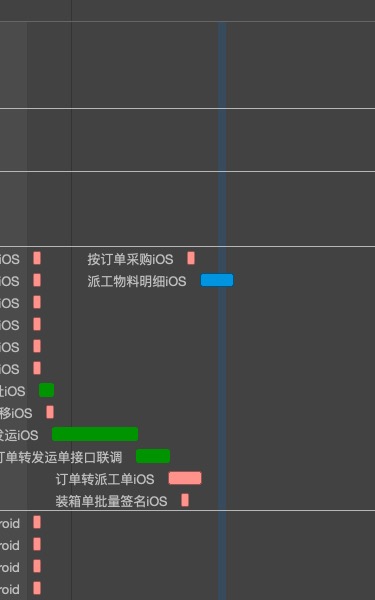 iOS
按订单采购iOS
iOS
派工物料明细iOS
iOS
iOS
iOS
iOS
iOS
移iOS
发运iOS
订单转发运单接口联调
订单转派工单iOS
装箱单批量签名iOS
roid
roid
roid
roid